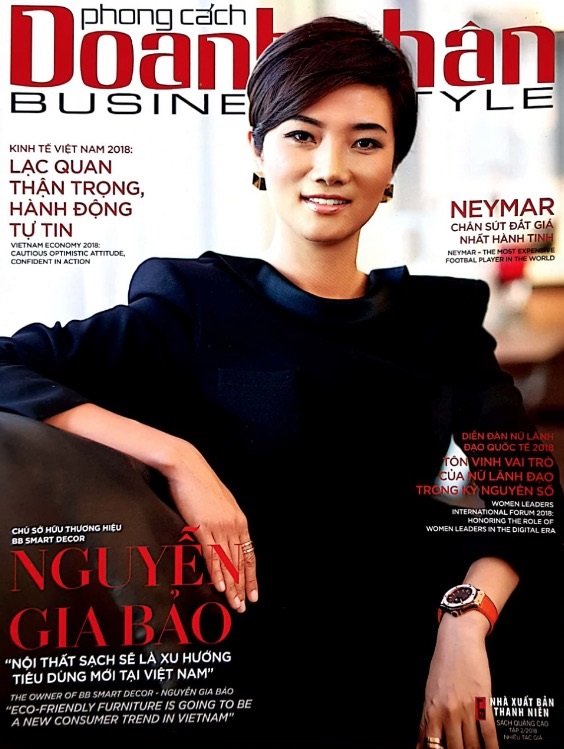 phong cách
Doanh nhân
BUSINESS STYLE
KINH TẾ VIỆT NAM 2018:
LẠC QUAN
THẬN TRỌNG,
HÀNH ĐỘNG
TỰ TIN
VIETNAM ECONOMY 2018:
CAUTIOUS OPTIMISTIC ATTITUDE,
CONFIDENT IN ACTION
NEYMAR
CHÂN SÚT ĐẮT GIÁ
NHẤT HÀNH TINH
NEYMAR - THE MOST EXPENSIVE
FOOTBAL PLAYER IN THE WORLD
DIỄN ĐÀN NỮ LÃNH
ĐẠO QUỐC TẾ 2018
TÔN VINH VAI TRÒ
CỦA NỮ LÃNH ĐẠO
TRONG KỶ NGUYÊN SỐ
WOMEN LEADERS
INTERNATIONAL FORUM 2018:
HONORING THE ROLE OF
WOMEN LEADERS IN THE DIGITAL ERA
CHỦ SỞ HỮU THƯƠNG HIỆU
BB SMART DECOR
NGUYỄN
GIA BẢO
"NỘI THẤT SẠCH SẼ LÀ XU HƯỚNG
TIÊU DÙNG MỚI TẠI VIỆT NAM"
THE OWNER OF BB SMART DECOR - NGUYÊN GIA BẢO
"ECO-FRIENDLY FURNITURE IS GOING TO BE
A NEW CONSUMER TREND IN VIETNAM"
NHÀ XUẤT BẢN
THANH NIÊN
SÁCH QUẢNG CÁO
TẬP 2/2018
NHIỀU TÁC GIẢ